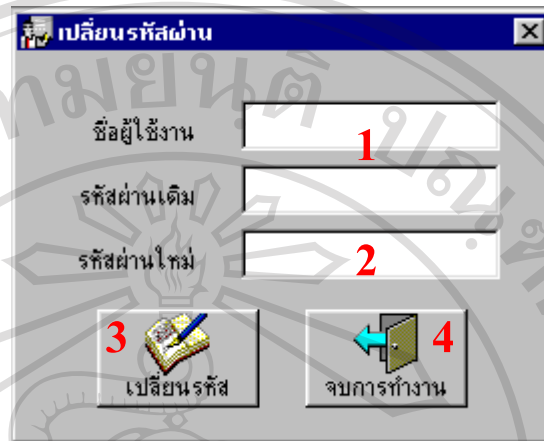 เปลี่ยนรหัสผ่าน
ชื่อผู้ใช้งาน 1
รหัสผ่านเดิม
รหัสผ่านใหม่ 2
3 4
เปลี่ยนรหัส จบการทำงาน